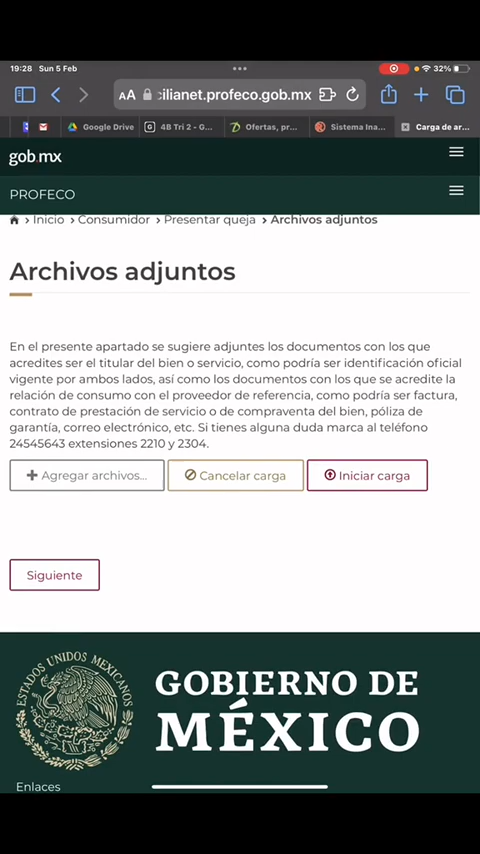 19:28 Sun 5 Feb
32%
AA cilianet.profeco.gob.mx
Google Drive
4B Tri 2 - G...
Ofertas, pr...
Sistema Ina...
Carga de ar...
gob.mx
PROFECO
Inicio > Consumidor > Presentar queja > Archivos adjuntos
Archivos adjuntos
En el presente apartado se sugiere adjuntes los documentos con los que
acredites ser el titular del bien o servicio, como podría ser identificación oficial
vigente por ambos lados, así como los documentos con los que se acredite la
relación de consumo con el proveedor de referencia, como podría ser factura,
contrato de prestación de servicio o de compraventa del bien, póliza de
garantía, correo electrónico, etc. Si tienes alguna duda marca al teléfono
24545643 extensiones 2210 y 2304.
Agregar archivos... Cancelar carga Iniciar carga
Siguiente
ESTADOS UNIDOS MEXICANOS
GOBIERNO DE
MÉXICO
Enlaces